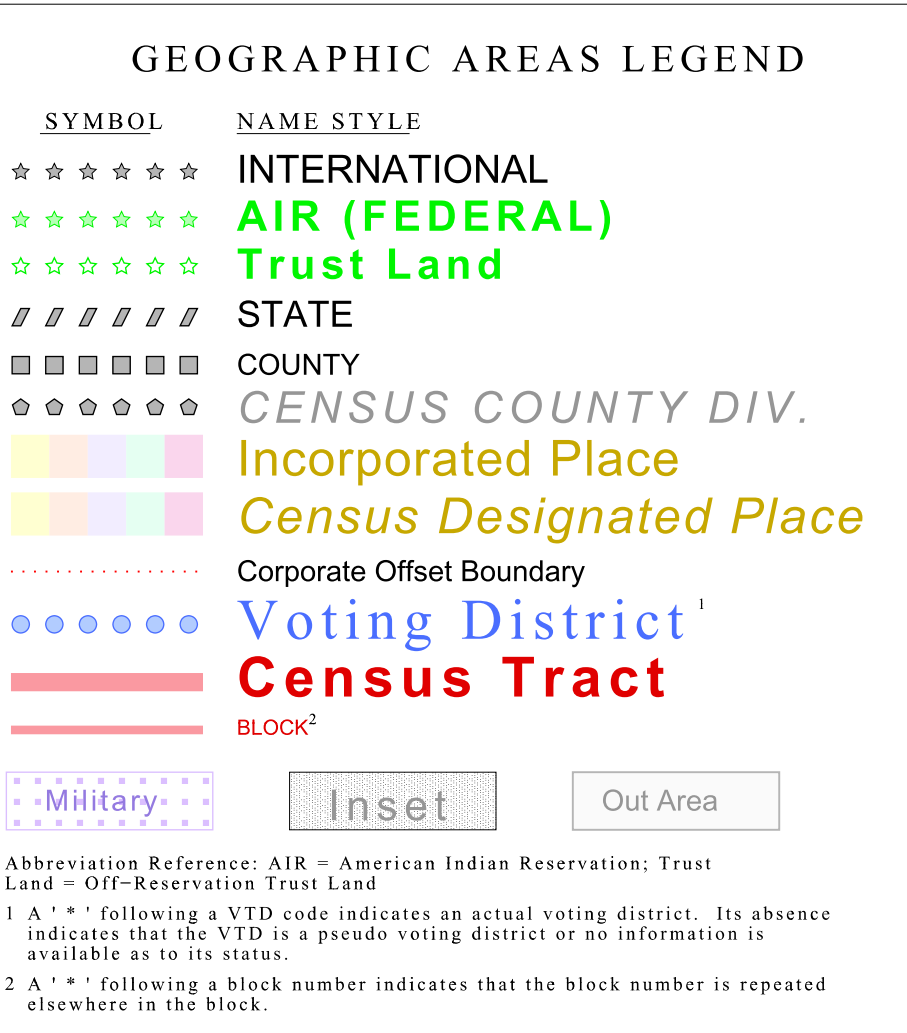 GEOGRAPHIC AREAS LEGEND
SYMBOL NAME STYLE
INTERNATIONAL
AIR (FEDERAL)
Trust Land
STATE
COUNTY
CENSUS COUNTY DIV.
Incorporated Place
Census Designated Place
Corporate Offset Boundary
Voting District 1
Census Tract
BLOCK2
Military Inset Out Area
Abbreviation Reference: AIR = American Indian Reservation; Trust
Land = Off−Reservation Trust Land
1 A ' * ' following a VTD code indicates an actual voting district. Its absence
indicates that the VTD is a pseudo voting district or no information is
available as to its status.
2 A ' * ' following a block number indicates that the block number is repeated
elsewhere in the block.